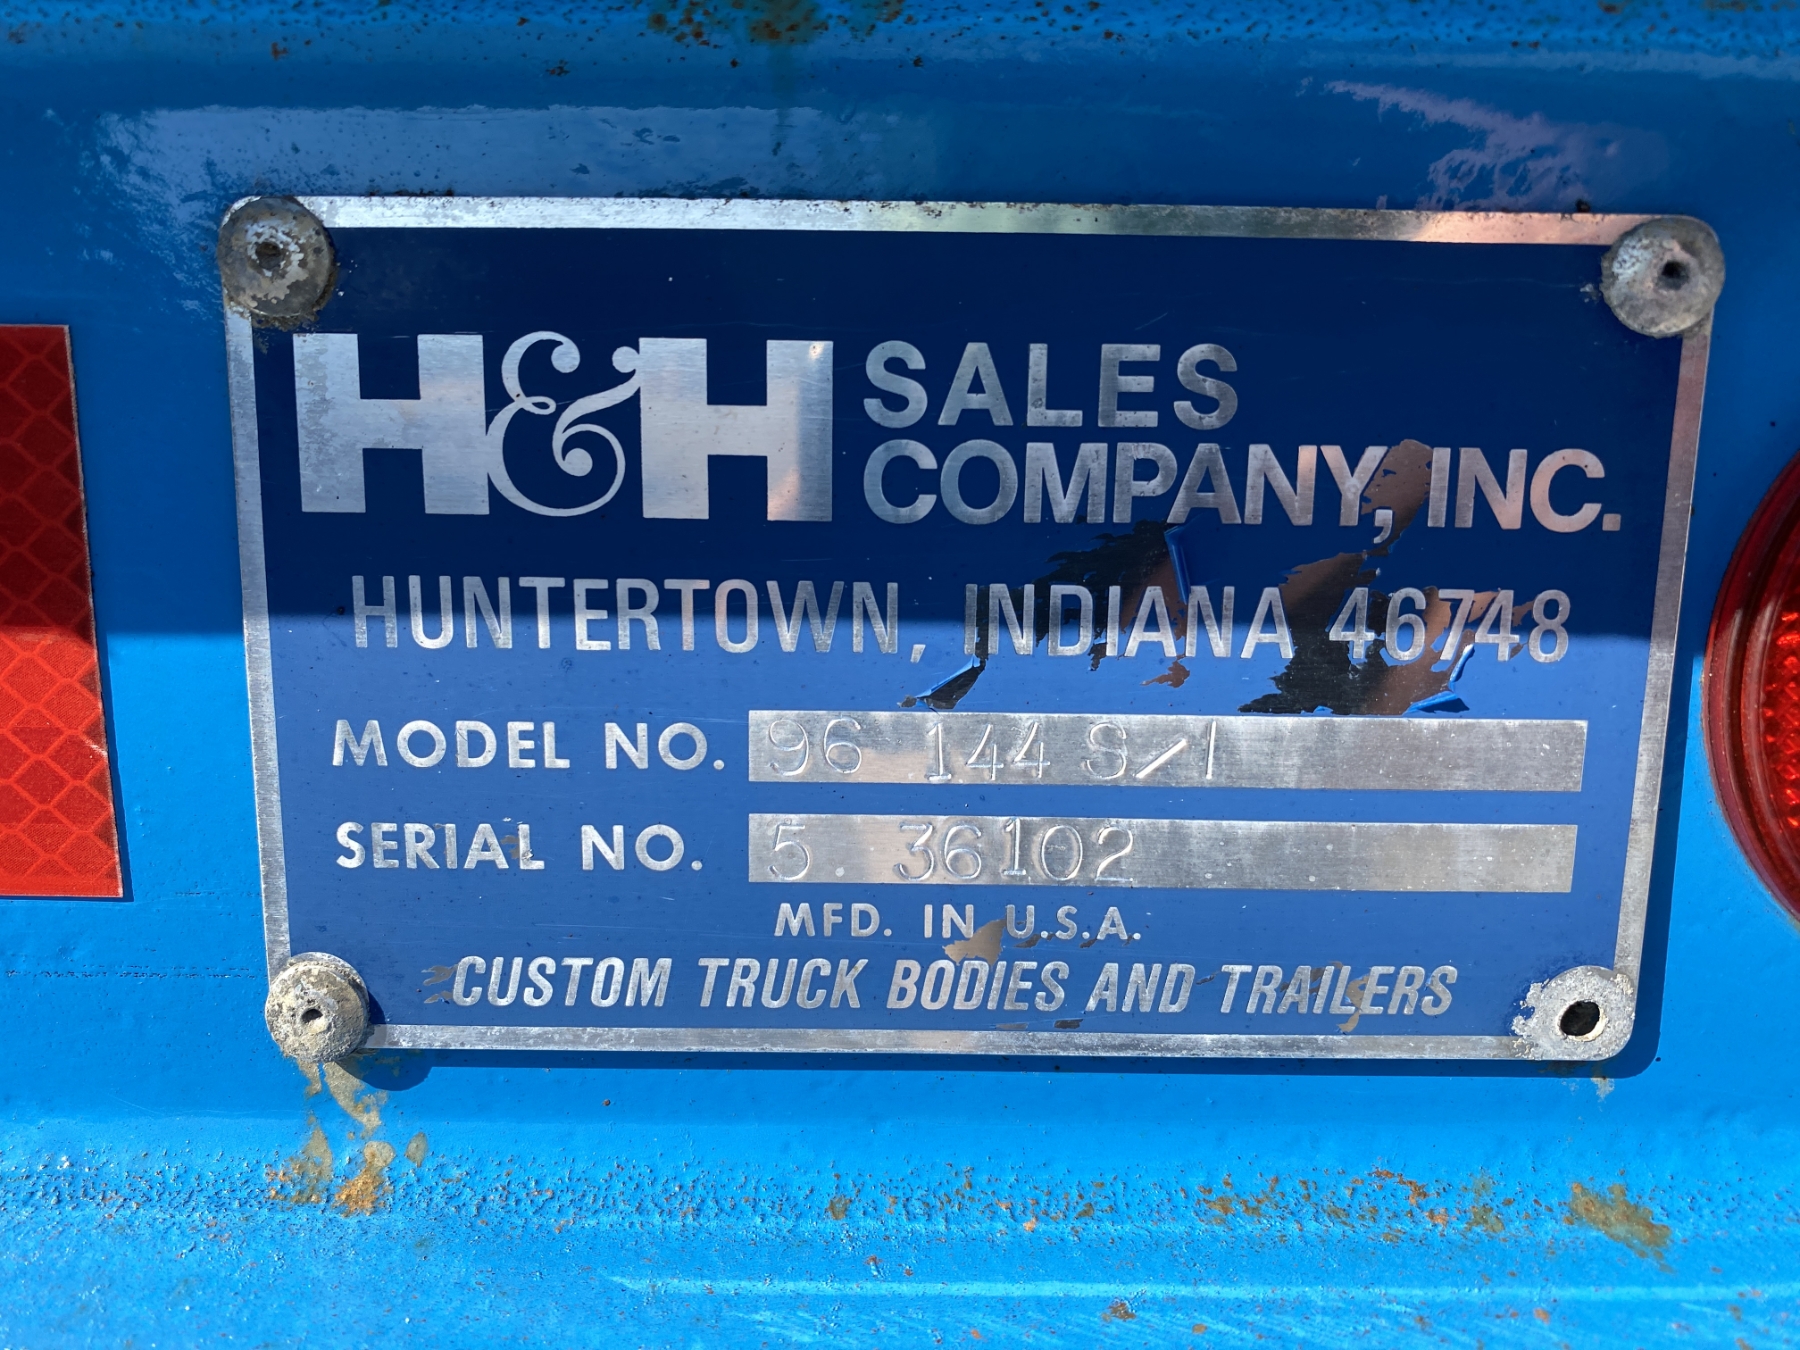 H&H SALES COMPANY, INC.
HUNTERTOWN, INDIANA 46748
MODEL NO. 96 144 S/1
SERIAL NO. 5 36102
MFD. IN U.S.A.
CUSTOM TRUCK BODIES AND TRAILERS